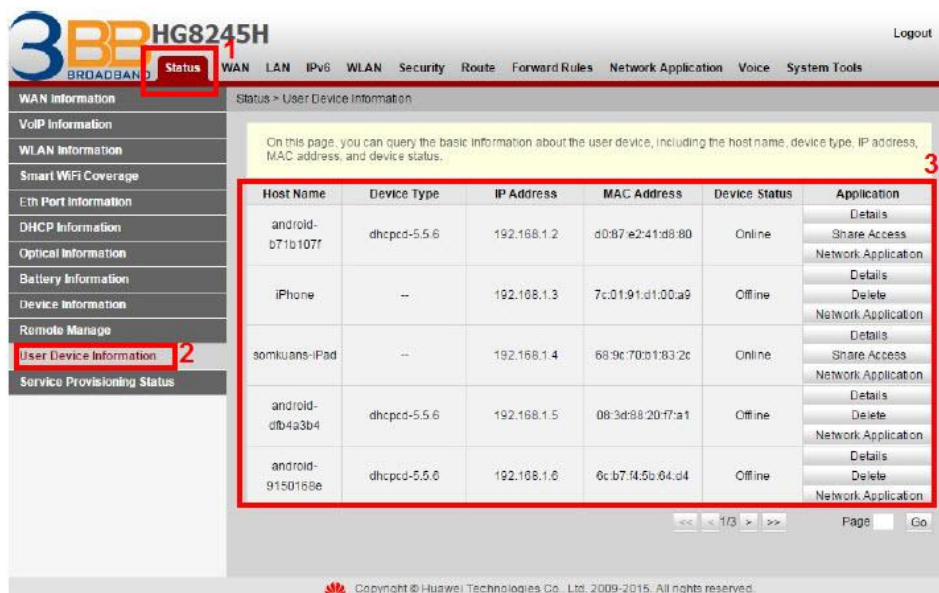 3BB HG8245H
BROADBAND
Logout
1
Status WAN LAN IPv6 WLAN Security Route Forward Rules Network Application Voice System Tools
WAN Information
VoIP Information
WLAN Information
Smart WiFi Coverage
Eth Port Information
DHCP Information
Optical Information
Battery Information
Device Information
Remote Manage
User Device Information 2
Service Provisioning Status
Status > User Device Information
On this page, you can query the basic information about the user device, including the host name, device type, IP address,
MAC address, and device status.
3
Host Name Device Type IP Address MAC Address Device Status Application
android-
b71b107f dhcpcd-5.5.6 192.168.1.2 d0:87:e2:41:d8:80 Online
Details
Share Access
Network Application
iPhone -- 192.168.1.3 7c:01:91:d1:00:a9 Offline
Details
Delete
Network Application
somkuans-iPad -- 192.168.1.4 68:9c:70:b1:83:2c Online
Details
Share Access
Network Application
android-
dfb4a3b4 dhcpcd-5.5.6 192.168.1.5 08:3d:88:20:f7:a1 Offline
Details
Delete
Network Application
android-
9150168e dhcpcd-5.5.6 192.168.1.6 6c:b7:f4:5b:64:d4 Offline
Details
Delete
Network Application
<< < 1/3 > >> Page Go
Copyright © Huawei Technologies Co., Ltd. 2009-2015. All rights reserved.